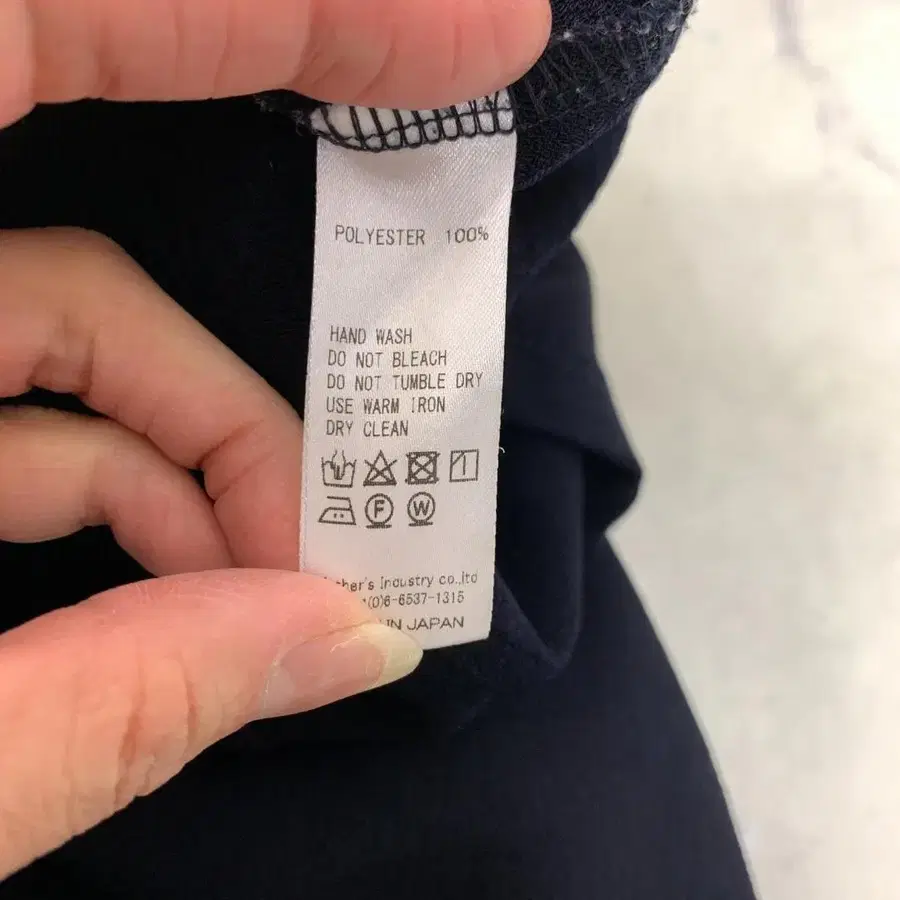 POLYESTER 100%
HAND WASH
DO NOT BLEACH
DO NOT TUMBLE DRY
USE WARM IRON
DRY CLEAN
F W
Industry co.,ltd
(0)6-6537-1315
IN JAPAN